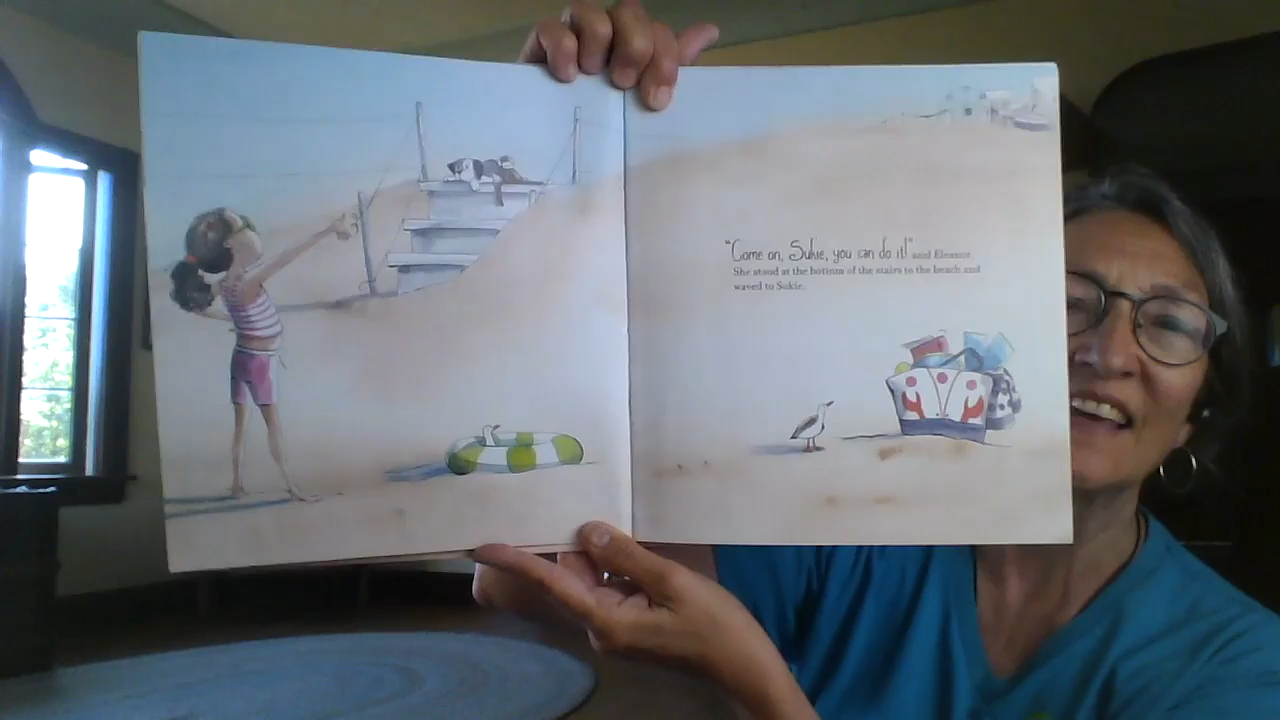 "Come on, Sukie, you can do it!" said Eleanor.
She stood at the bottom of the stairs to the beach and
waved to Sukie.